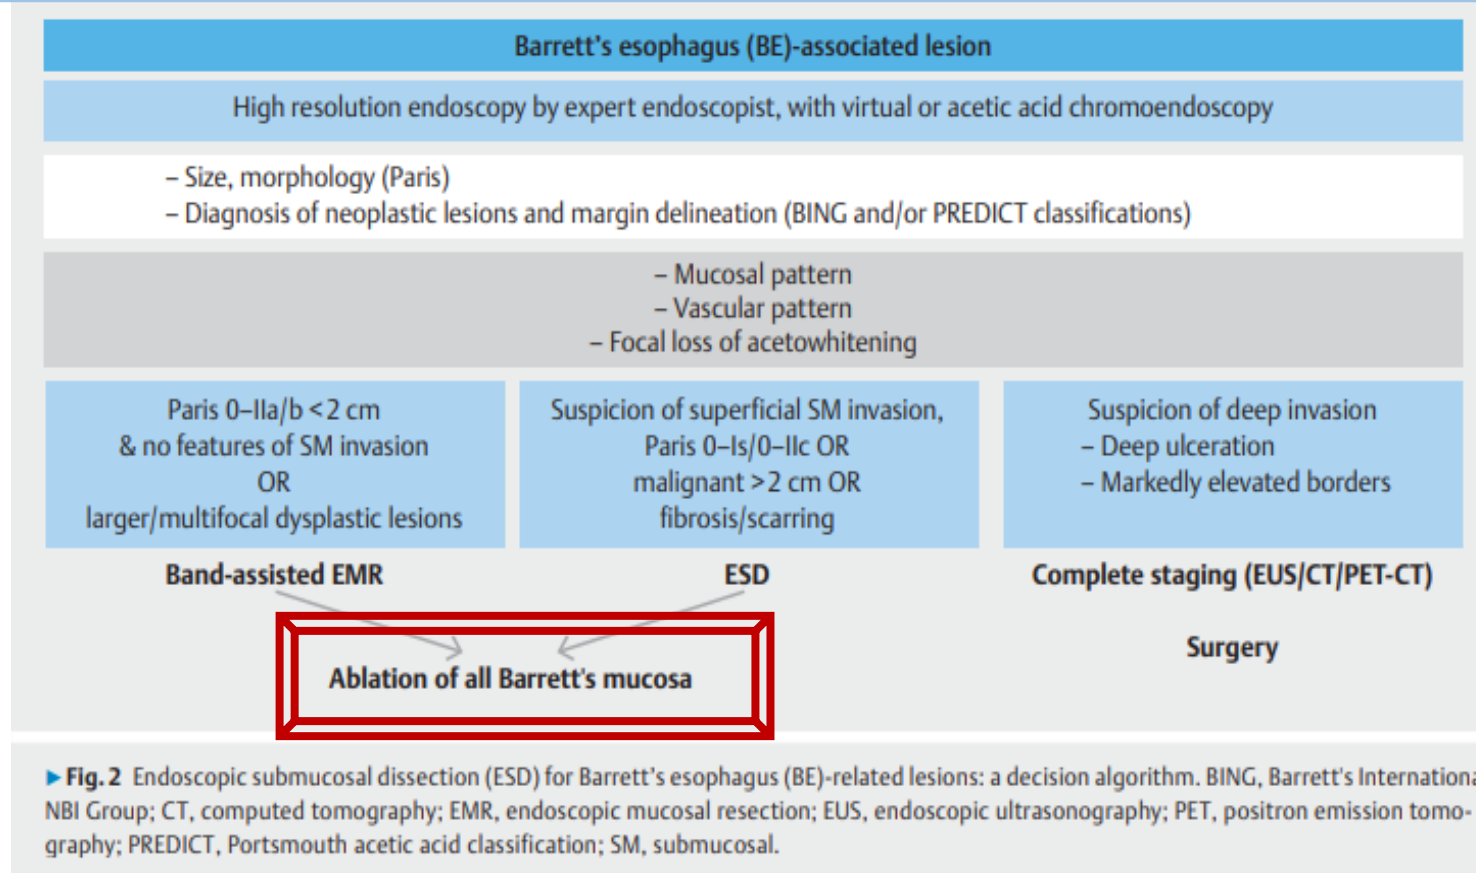 Barrett's esophagus (BE)-associated lesion
High resolution endoscopy by expert endoscopist, with virtual or acetic acid chromoendoscopy
– Size, morphology (Paris)
– Diagnosis of neoplastic lesions and margin delineation (BING and/or PREDICT classifications)
– Mucosal pattern
– Vascular pattern
– Focal loss of acetowhitening
Paris 0–IIa/b <2 cm
& no features of SM invasion
OR
larger/multifocal dysplastic lesions
Band-assisted EMR
Suspicion of superficial SM invasion,
Paris 0–Is/0–IIc OR
malignant >2 cm OR
fibrosis/scarring
ESD
Suspicion of deep invasion
– Deep ulceration
– Markedly elevated borders
Complete staging (EUS/CT/PET-CT)
Surgery
Ablation of all Barrett's mucosa
▶ Fig. 2 Endoscopic submucosal dissection (ESD) for Barrett's esophagus (BE)-related lesions: a decision algorithm. BING, Barrett's Internationa
NBI Group; CT, computed tomography; EMR, endoscopic mucosal resection; EUS, endoscopic ultrasonography; PET, positron emission tomo-
graphy; PREDICT, Portsmouth acetic acid classification; SM, submucosal.